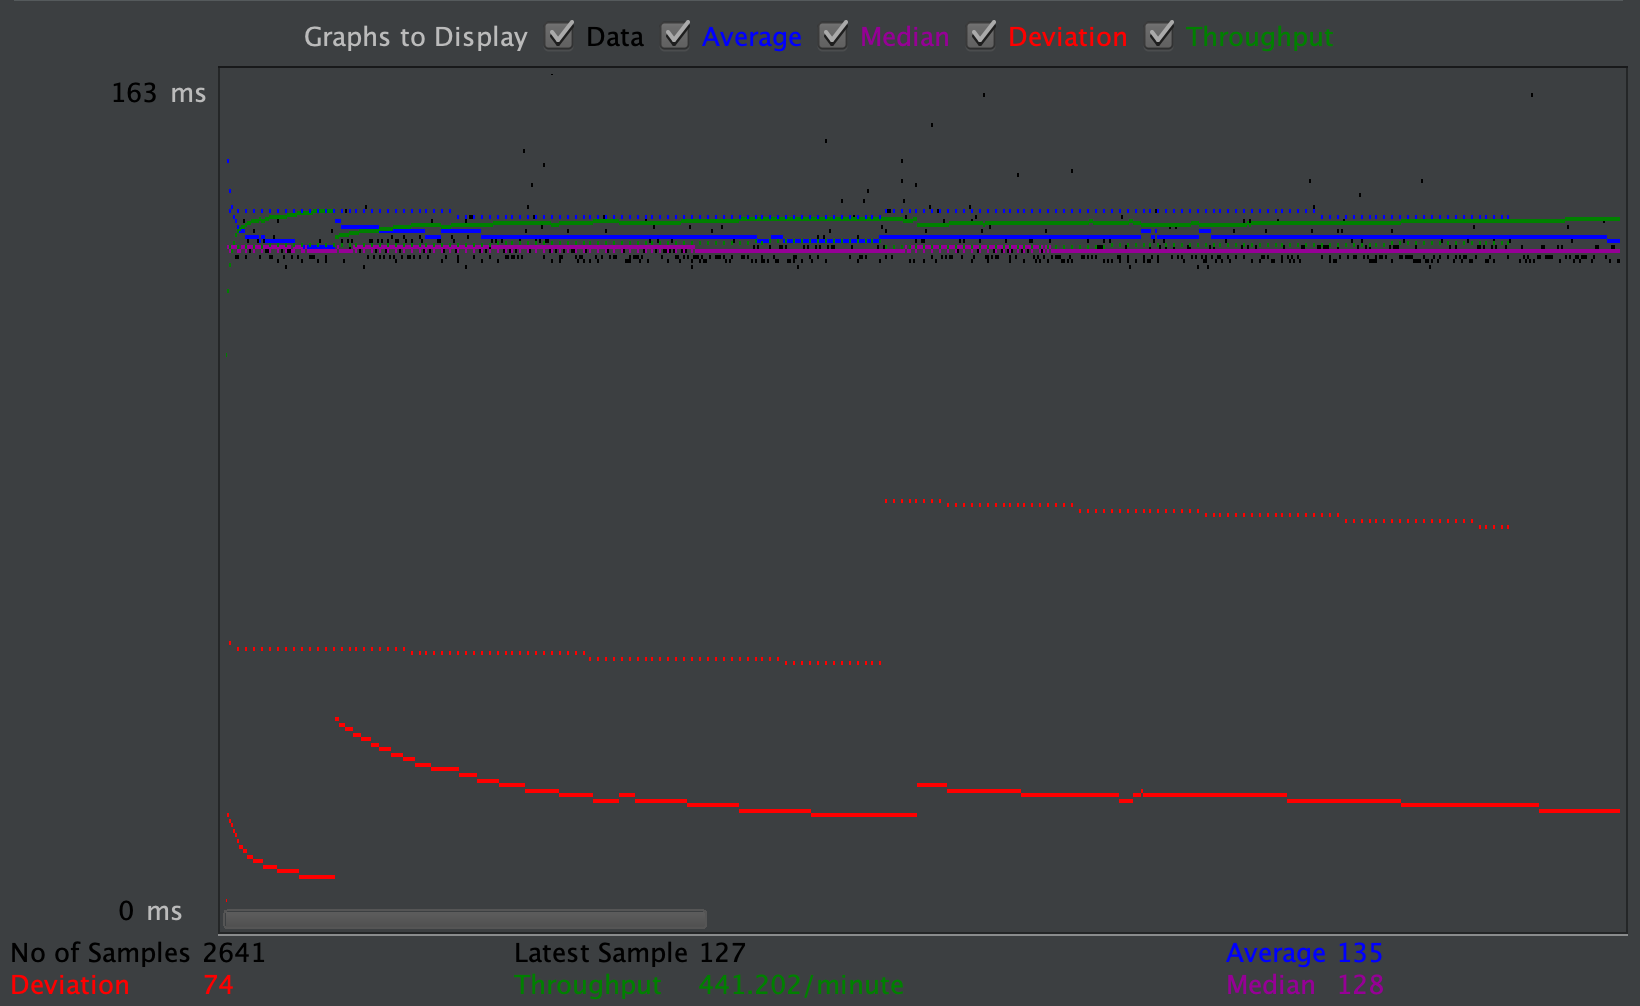 Graphs to Display Data Average Median Deviation Throughput
163 ms
0 ms
No of Samples 2641 Latest Sample 127 Average 135
Deviation 74 Throughput 441.202/minute Median 128